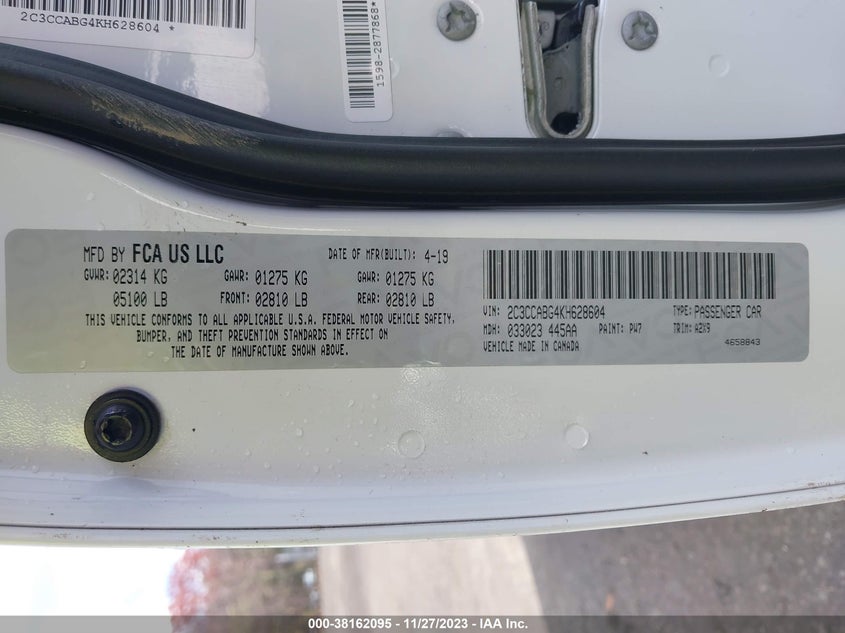 2C3CCABG4KH628604 *
1598-2877868*
MFD BY FCA US LLC
DATE OF MFR(BUILT): 4-19
GVWR: 02314 KG GAWR: 01275 KG GAWR: 01275 KG
05100 LB FRONT: 02810 LB REAR: 02810 LB
THIS VEHICLE CONFORMS TO ALL APPLICABLE U.S.A. FEDERAL MOTOR VEHICLE SAFETY,
BUMPER, AND THEFT PREVENTION STANDARDS IN EFFECT ON
THE DATE OF MANUFACTURE SHOWN ABOVE.
VIN: 2C3CCABG4KH628604 TYPE: PASSENGER CAR
MDH: 033023 445AA PAINT: PW7 TRIM: A2X9
VEHICLE MADE IN CANADA 4658843
000-38162095 - 11/27/2023 - IAA Inc.